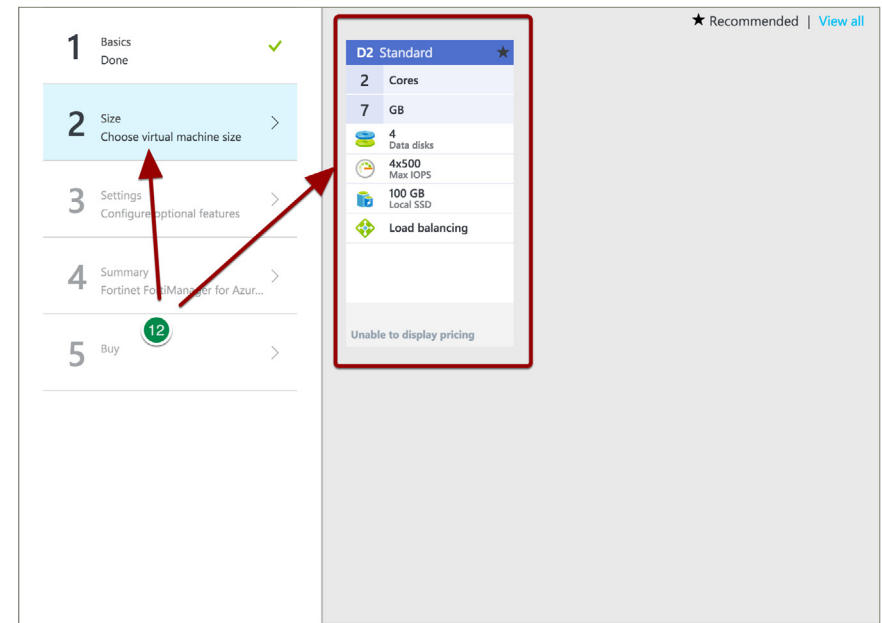 ★ Recommended | View all
1
Basics
Done
2
Size
Choose virtual machine size
3
Settings
Configure optional features
4
Summary
Fortinet FortiManager for Azur...
12
5
Buy
D2 Standard ★
2 Cores
7 GB
4
Data disks
4x500
Max IOPS
100 GB
Local SSD
Load balancing
Unable to display pricing